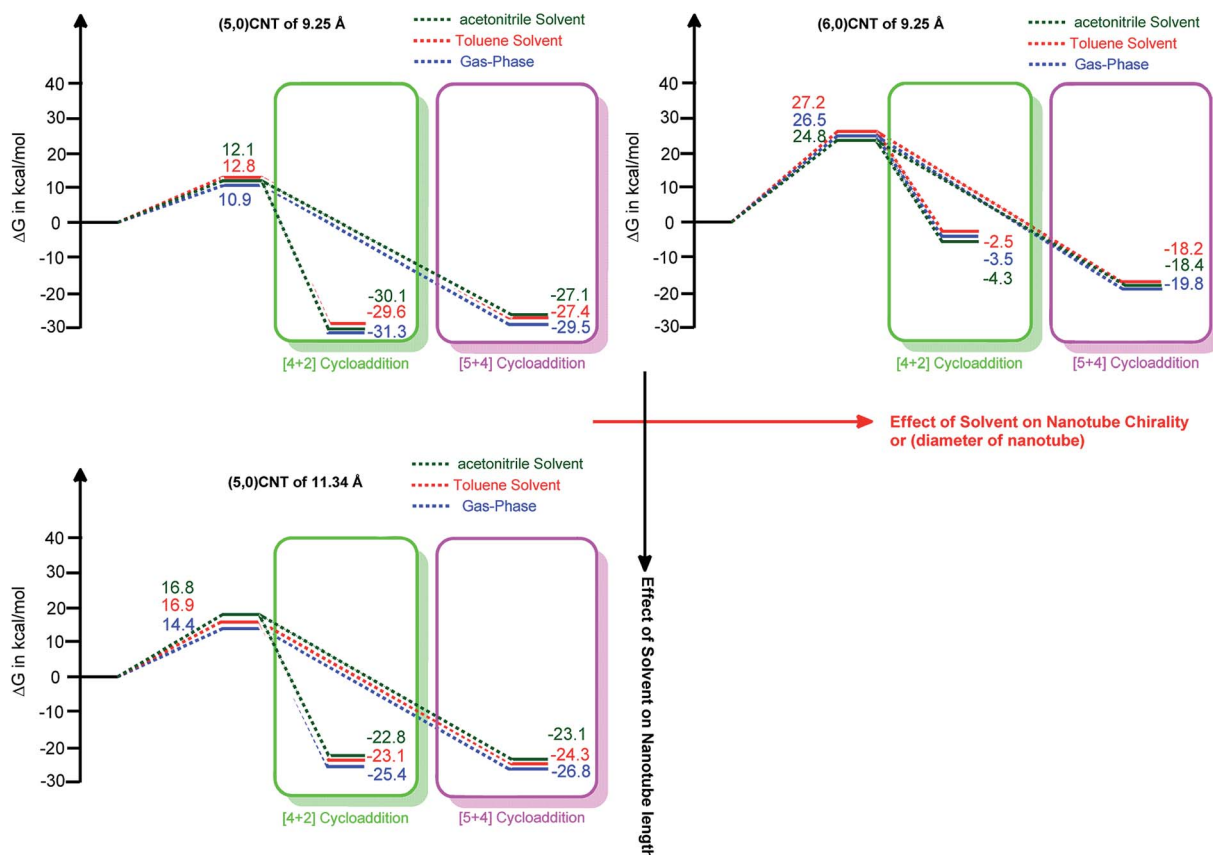 (5,0)CNT of 9.25 Å
acetonitrile Solvent
Toluene Solvent
Gas-Phase
ΔG in kcal/mol
40
30
20
10
0
-10
-20
-30
12.1
12.8
10.9
-30.1
-29.6
-31.3
-27.1
-27.4
-29.5
[4+2] Cycloaddition
[5+4] Cycloaddition
(6,0)CNT of 9.25 Å
acetonitrile Solvent
Toluene Solvent
Gas-Phase
ΔG in kcal/mol
40
30
20
10
0
-10
-20
-30
27.2
26.5
24.8
-2.5
-3.5
-4.3
-18.2
-18.4
-19.8
[4+2] Cycloaddition
[5+4] Cycloaddition
Effect of Solvent on Nanotube Chirality
or (diameter of nanotube)
Effect of Solvent on Nanotube length
(5,0)CNT of 11.34 Å
acetonitrile Solvent
Toluene Solvent
Gas-Phase
ΔG in kcal/mol
40
30
20
10
0
-10
-20
-30
16.8
16.9
14.4
-22.8
-23.1
-25.4
-23.1
-24.3
-26.8
[4+2] Cycloaddition
[5+4] Cycloaddition